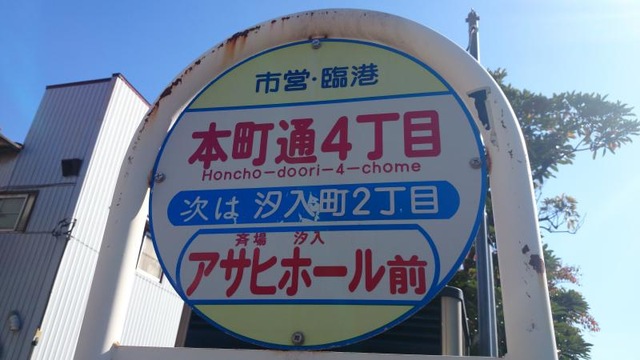 市営・臨港
本町通4丁目
Honcho-doori-4-chome
次は 汐入町2丁目
斉場 汐入
アサヒホール前